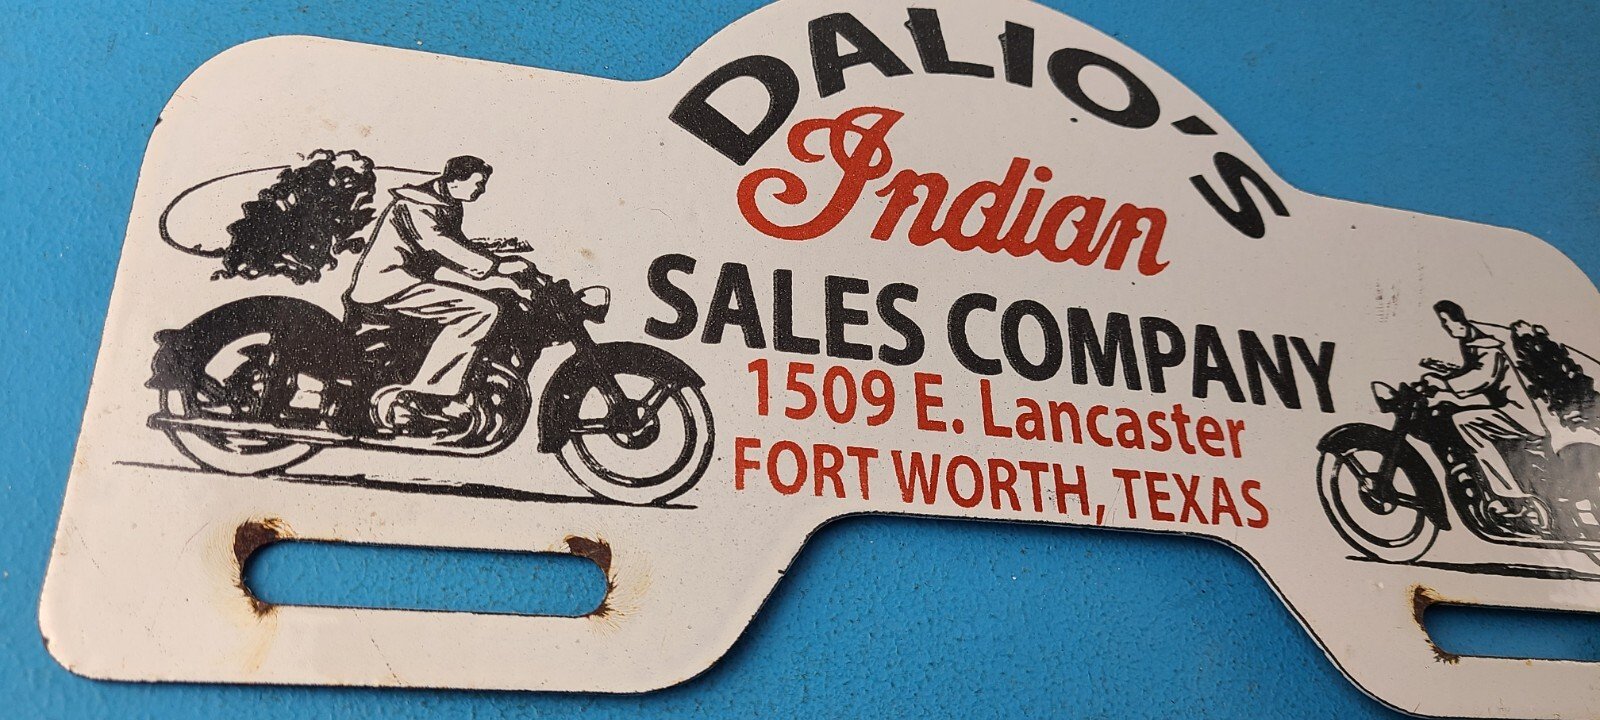 DALIO'S
Indian
SALES COMPANY
1509 E. Lancaster
FORT WORTH, TEXAS